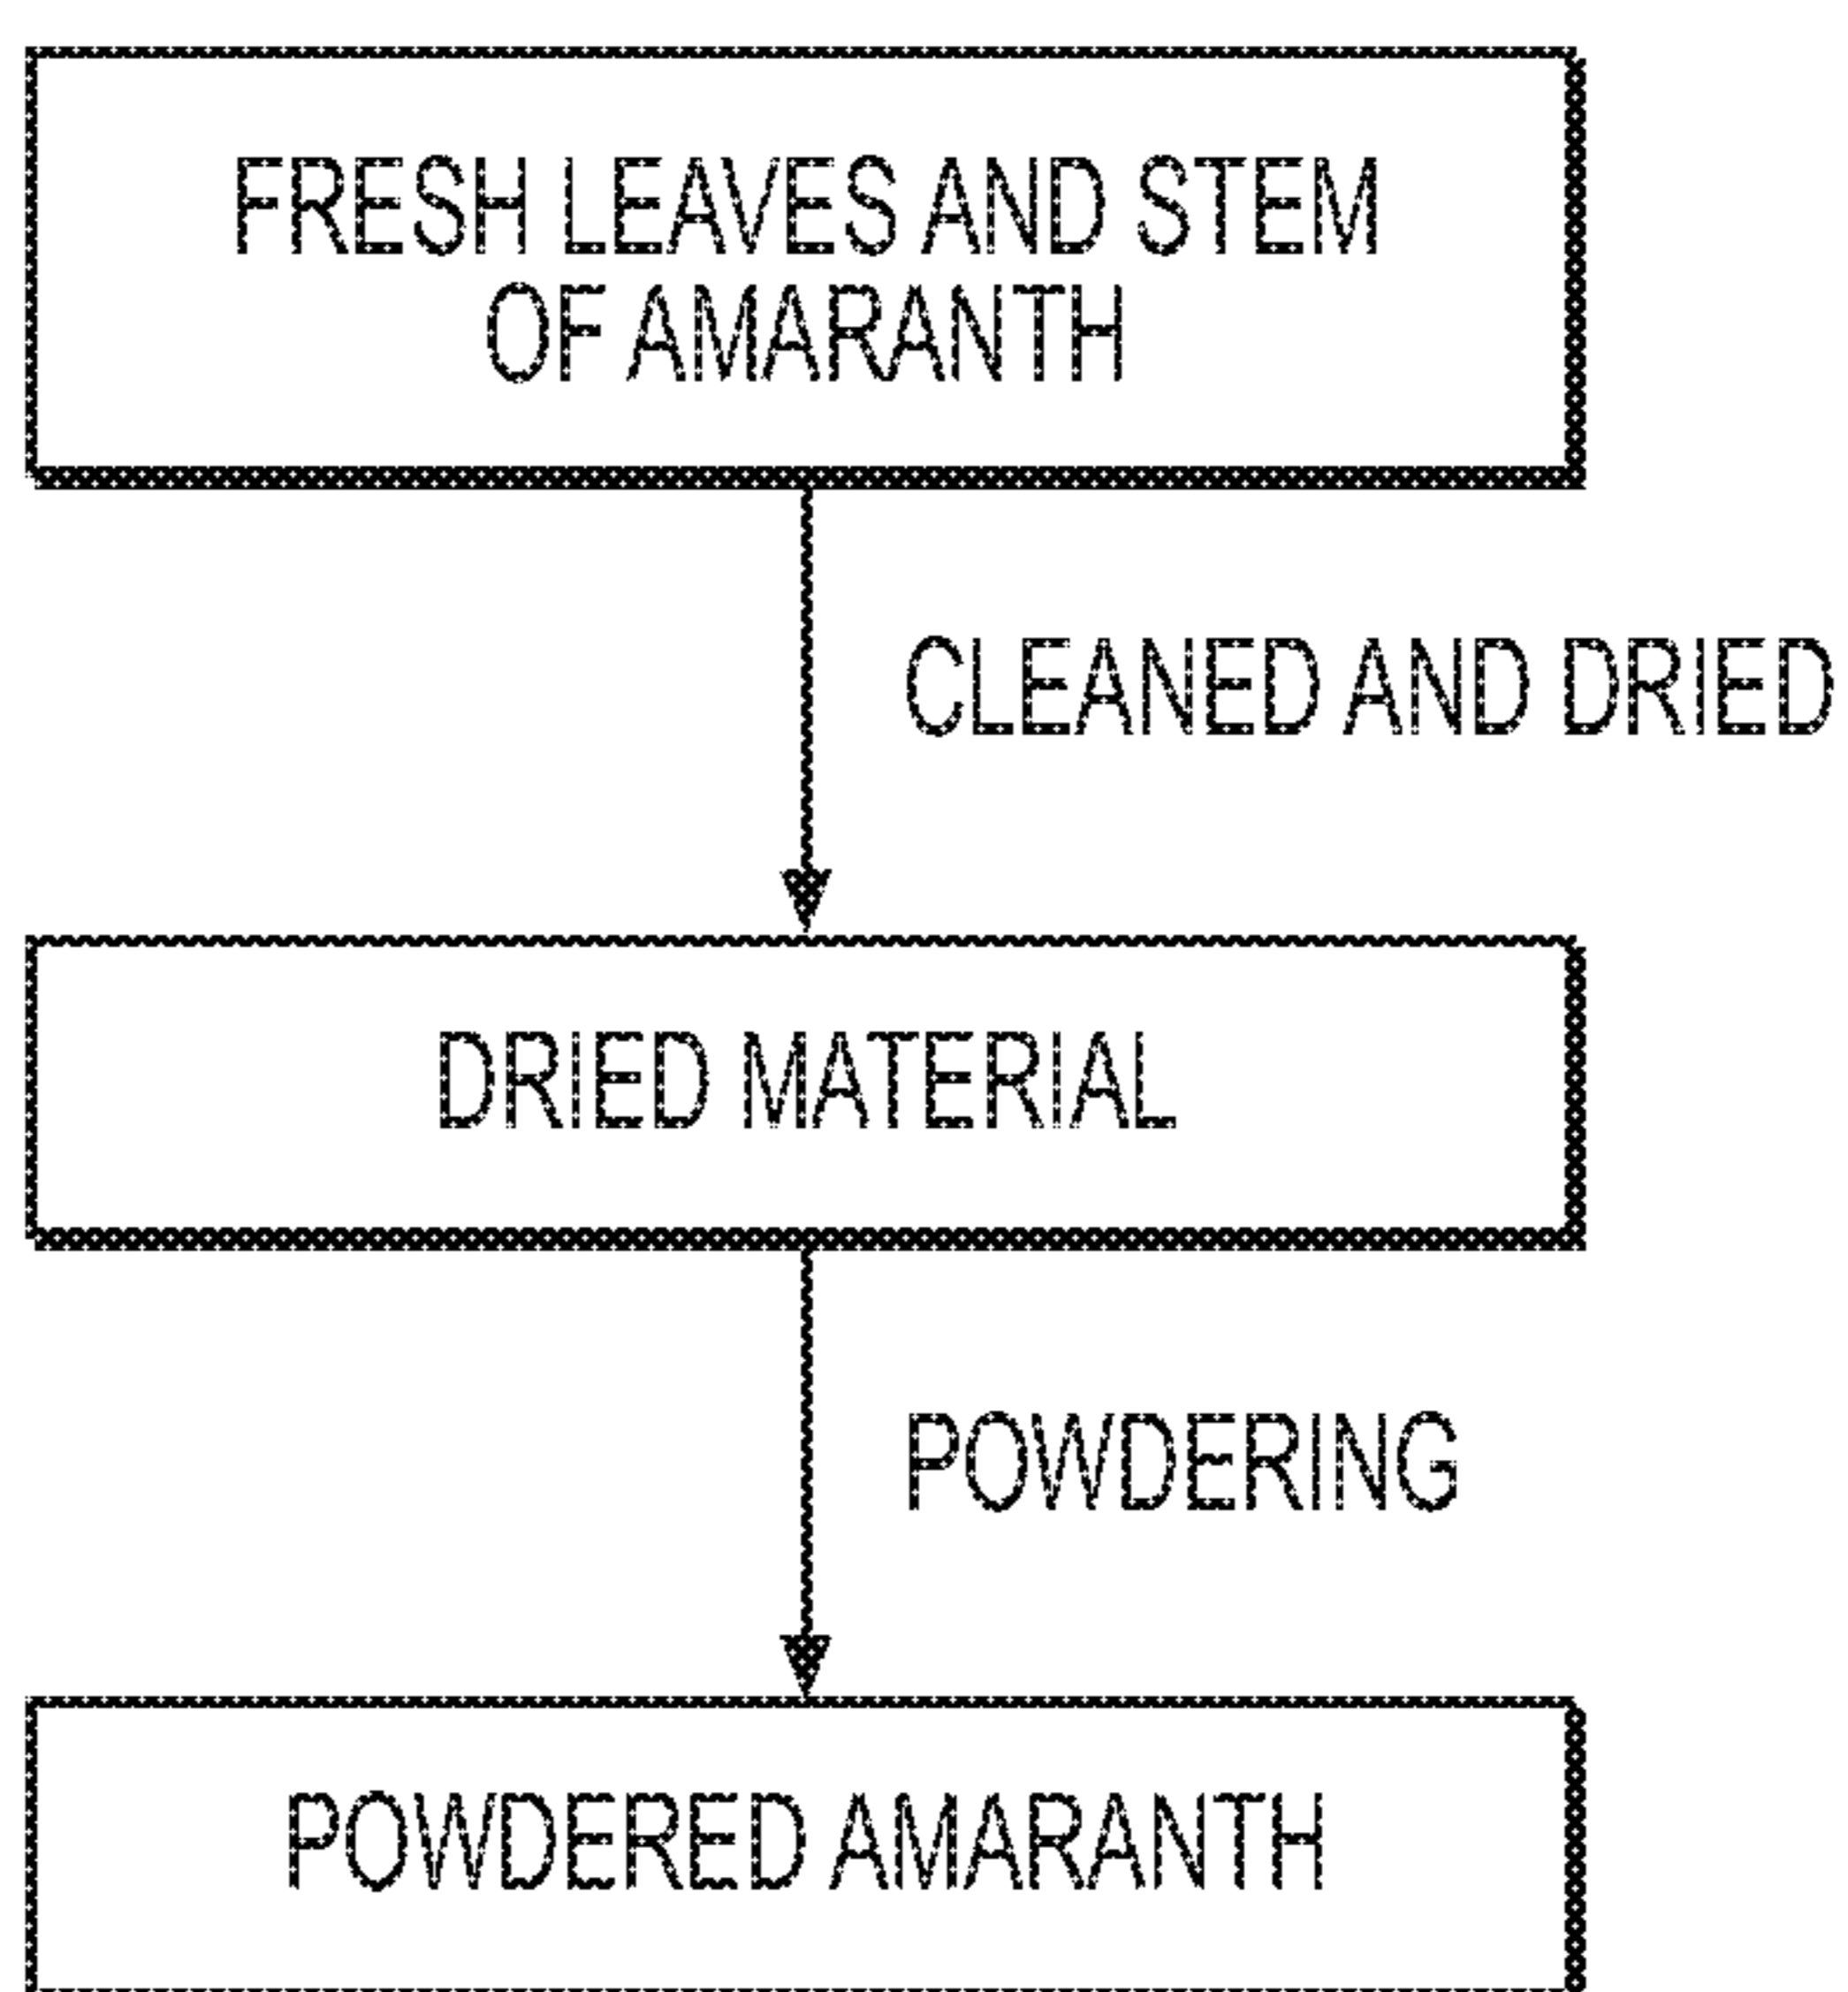 FRESH LEAVES AND STEM
OF AMARANTH
CLEANED AND DRIED
DRIED MATERIAL
POWDERING
POWDERED AMARANTH